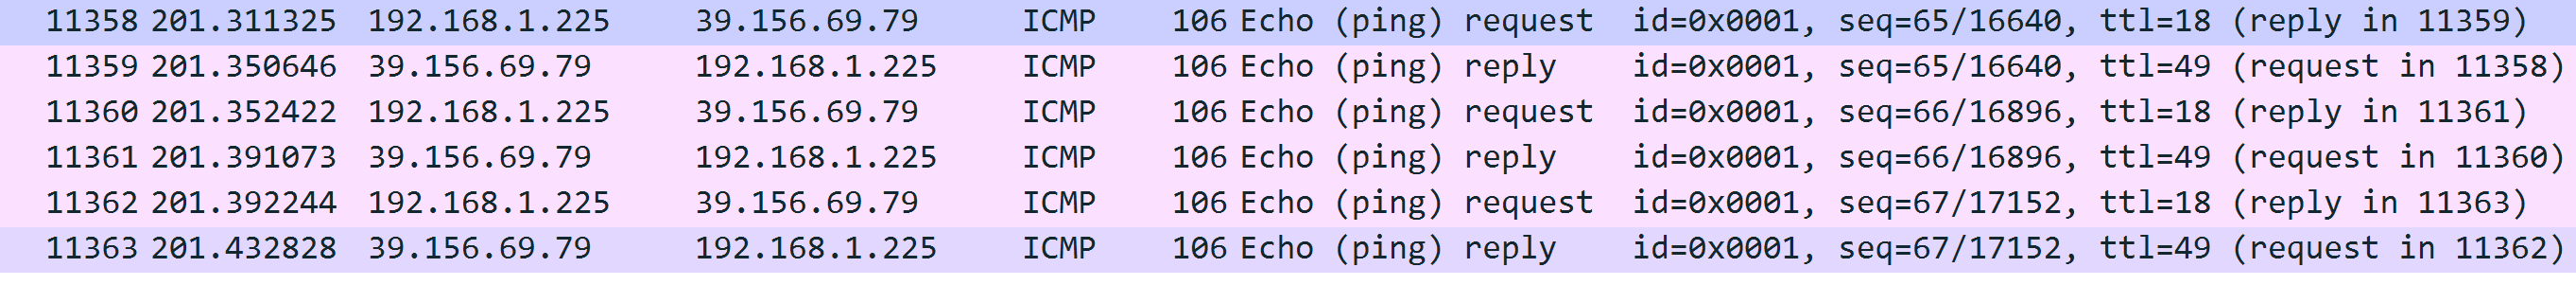 11358 201.311325 192.168.1.225 39.156.69.79 ICMP 106 Echo (ping) request id=0x0001, seq=65/16640, ttl=18 (reply in 11359)
11359 201.350646 39.156.69.79 192.168.1.225 ICMP 106 Echo (ping) reply id=0x0001, seq=65/16640, ttl=49 (request in 11358)
11360 201.352422 192.168.1.225 39.156.69.79 ICMP 106 Echo (ping) request id=0x0001, seq=66/16896, ttl=18 (reply in 11361)
11361 201.391073 39.156.69.79 192.168.1.225 ICMP 106 Echo (ping) reply id=0x0001, seq=66/16896, ttl=49 (request in 11360)
11362 201.392244 192.168.1.225 39.156.69.79 ICMP 106 Echo (ping) request id=0x0001, seq=67/17152, ttl=18 (reply in 11363)
11363 201.432828 39.156.69.79 192.168.1.225 ICMP 106 Echo (ping) reply id=0x0001, seq=67/17152, ttl=49 (request in 11362)